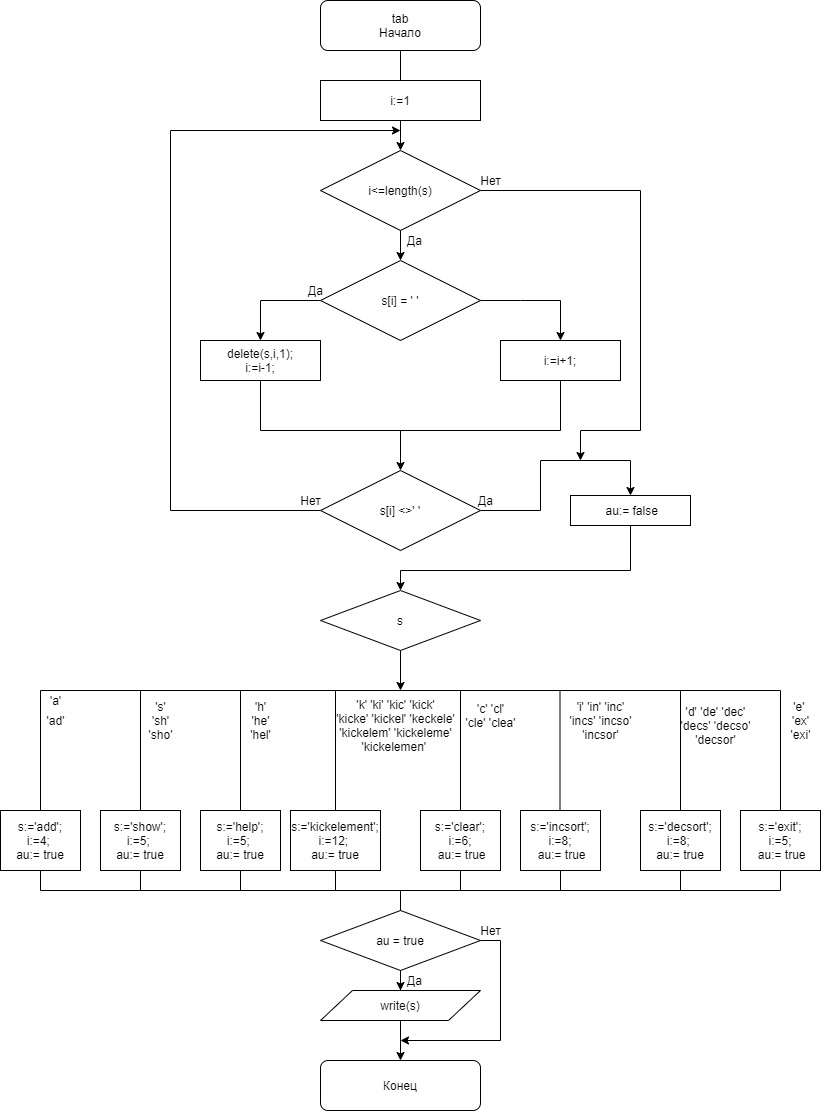 tab
Начало
i:=1
i<=length(s)
Нет
Да
s[i] = ' '
Да
delete(s,i,1);
i:=i-1;
i:=i+1;
Нет
s[i] <>' '
Да
au:= false
s
'a'
'ad'
's'
'sh'
'sho'
'h'
'he'
'hel'
'k' 'ki' 'kic' 'kick'
'kicke' 'kickel' 'keckele'
'kickelem' 'kickeleme'
'kickelemen'
'c' 'cl'
'cle' 'clea'
'i' 'in' 'inc'
'incs' 'incso'
'incsor'
'd' 'de' 'dec'
'decs' 'decso'
'decsor'
'e'
'ex'
'exi'
s:='add';
i:=4;
au:= true
s:='show';
i:=5;
au:= true
s:='help';
i:=5;
au:= true
s:='kickelement';
i:=12;
au:= true
s:='clear';
i:=6;
au:= true
s:='incsort';
i:=8;
au:= true
s:='decsort';
i:=8;
au:= true
s:='exit';
i:=5;
au:= true
au = true
Нет
Да
write(s)
Конец